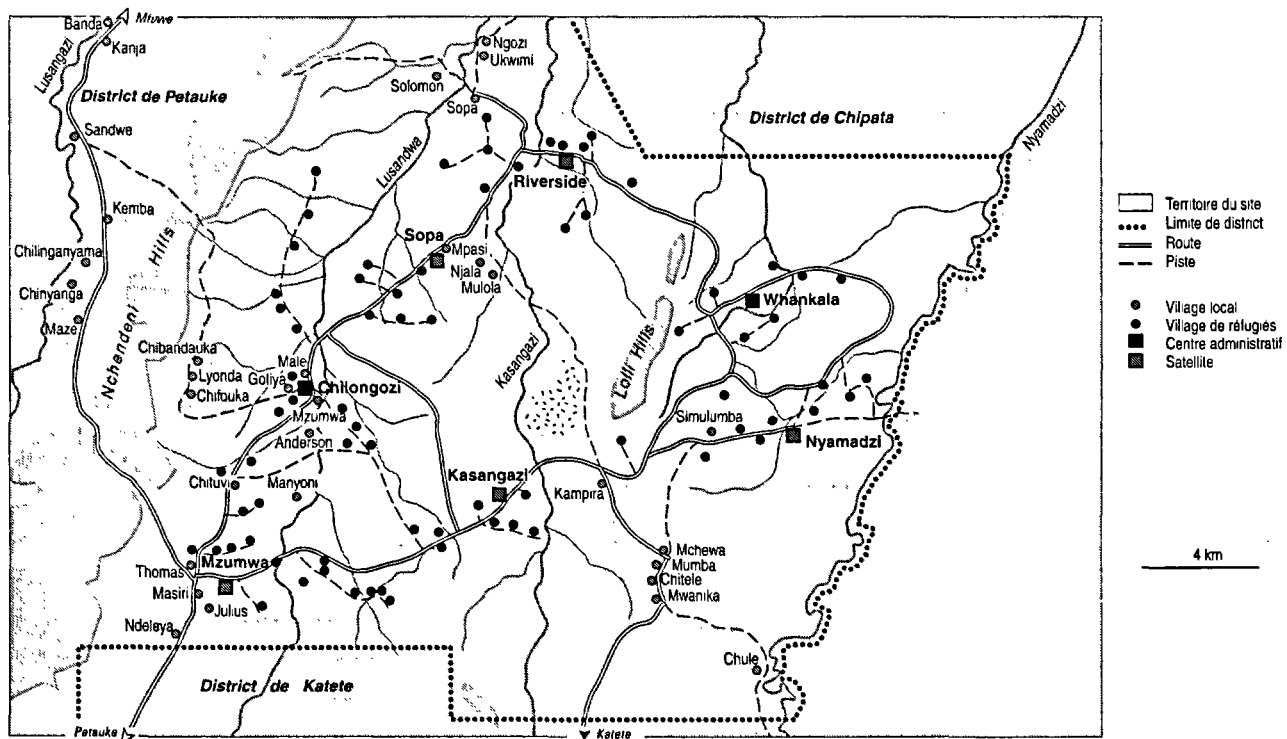 Banda
Mfuwe
Kanja
Lusangazi
District de Petauke
Ngozi
Ukwimi
Solomon
Sopa
District de Chipata
Nyamadzi
Sandwe
Lusandwa
Riverside
Kemba
Nchendeni Hills
Chilinganyama
Sopa
Mpasi
Njala
Mulola
Chinyanga
Maze
Kasangazi
Lolli Hills
Whankala
Chibandauka
Lyonda
Male
Goliya
Chilongozi
Chifouka
Mzumwa
Anderson
Simulumba
Nyamadzi
Chituvi
Manyoni
Kasangazi
Kampira
Mzumwa
Thomas
Masiri
Julius
Ndeleya
Mchewa
Mumba
Chitele
Mwanika
Chule
District de Katete
Petauke
Katete
Territoire du site
Limite de district
Route
Piste
Village local
Village de réfugiés
Centre administratif
Satellite
4 km